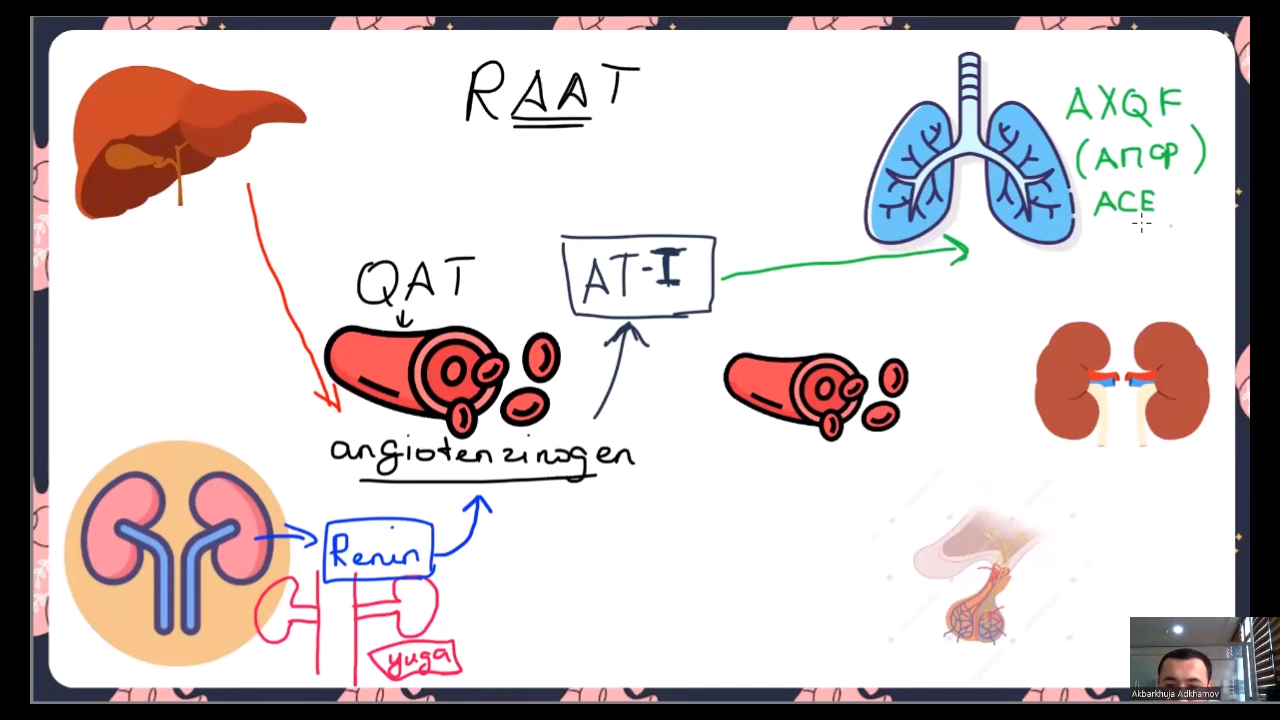 RAAT
AXQF
(АПФ)
ACE
QAT
AT-I
angiotenzinogen
Renin
yuga
Akbarkhuja Adkhamov